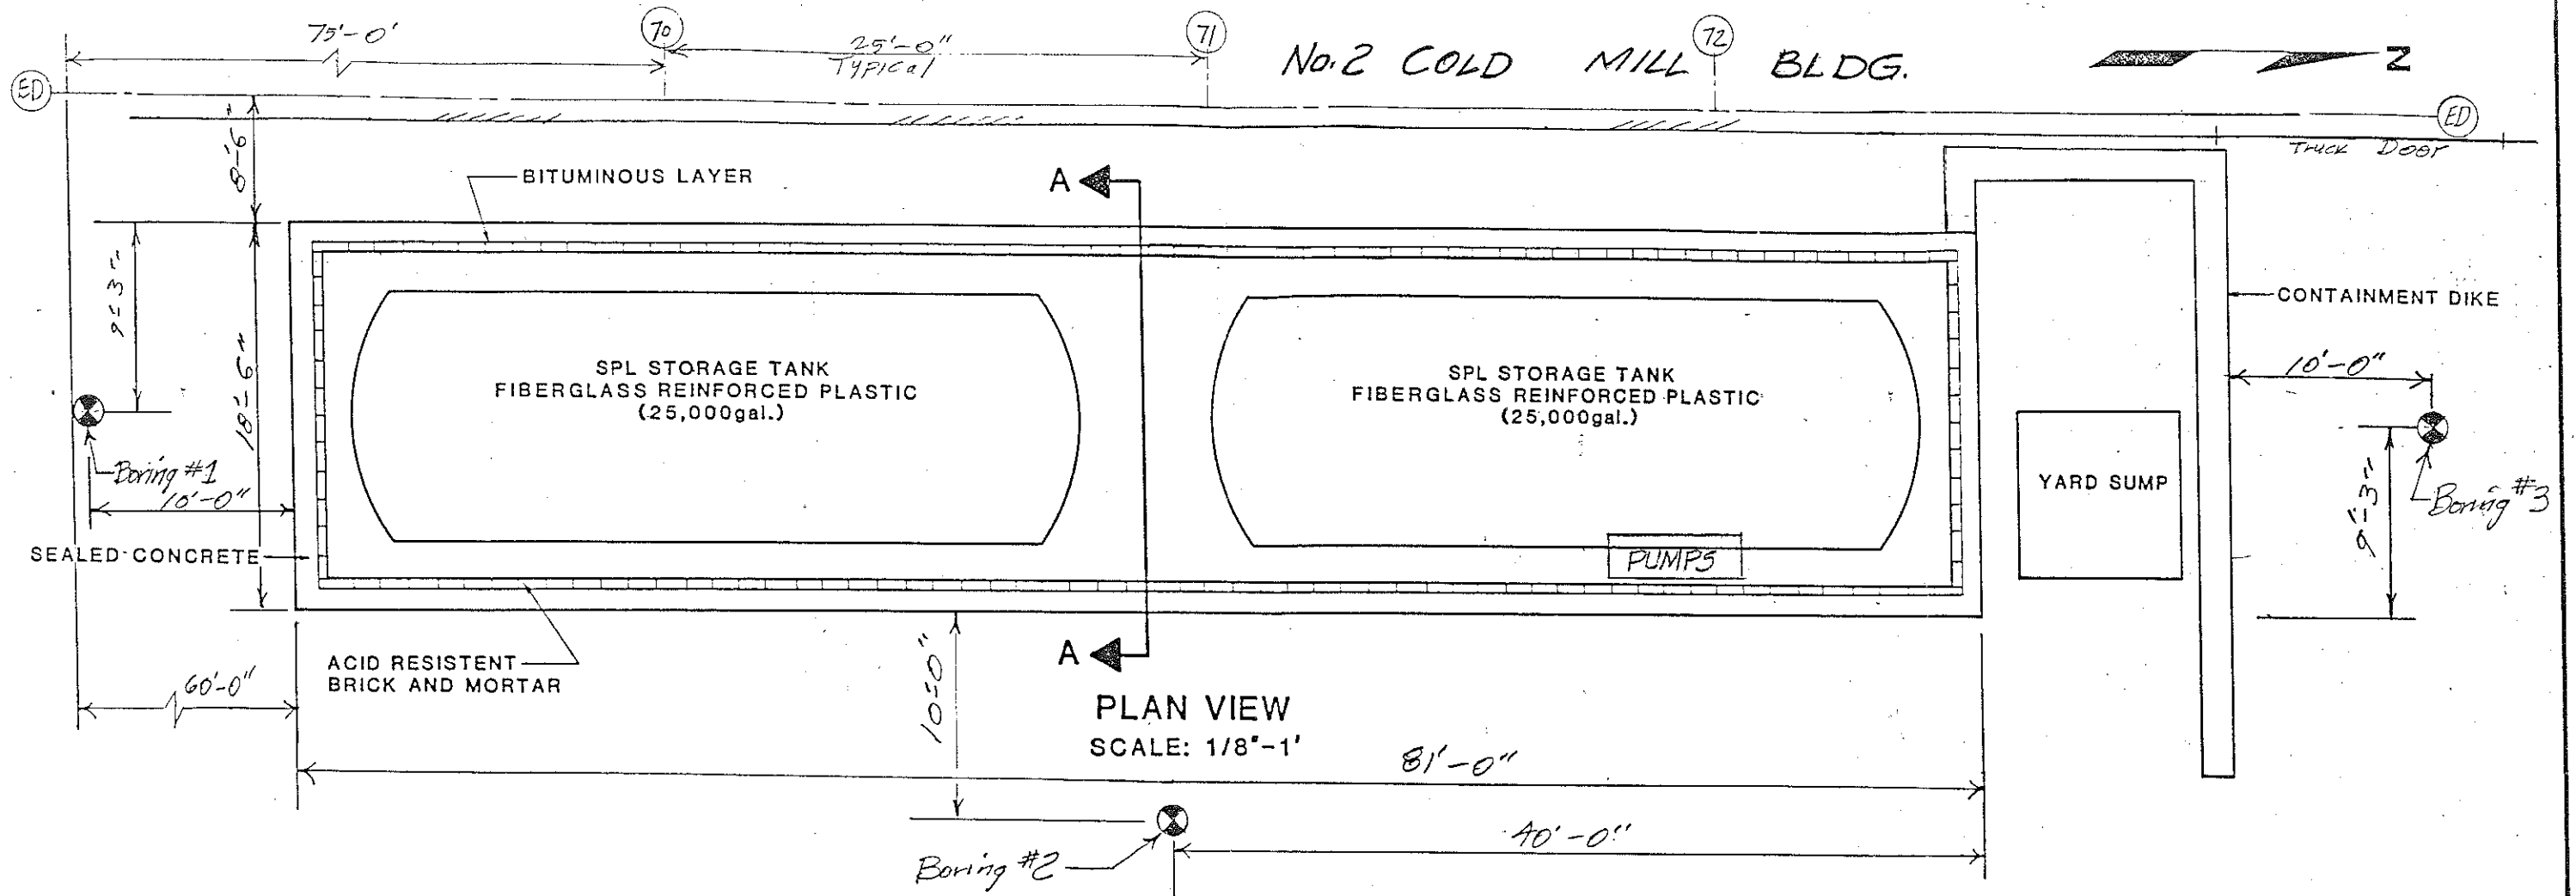 75'-0'
70
25'-0"
Typical
71
No.2 COLD MILL BLDG.
72
N
ED
ED
Truck Door
8'-6"
BITUMINOUS LAYER
A
9'-3"
18'-6"
SPL STORAGE TANK
FIBERGLASS REINFORCED PLASTIC
(25,000gal.)
SPL STORAGE TANK
FIBERGLASS REINFORCED PLASTIC
(25,000gal.)
CONTAINMENT DIKE
10'-0"
Boring #1
10'-0"
YARD SUMP
9'-3"
Boring #3
SEALED CONCRETE
PUMPS
ACID RESISTENT
BRICK AND MORTAR
A
60'-0"
10'-0"
PLAN VIEW
SCALE: 1/8"-1'
81'-0"
40'-0"
Boring #2